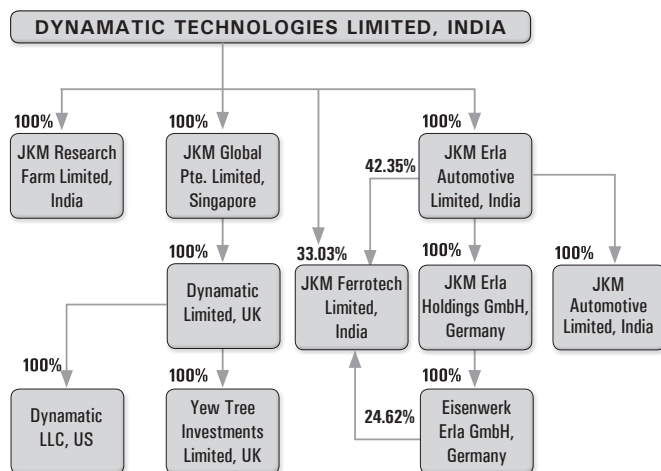 DYNAMATIC TECHNOLOGIES LIMITED, INDIA
100%
100%
100%
JKM Research
Farm Limited,
India
JKM Global
Pte. Limited,
Singapore
42.35%
JKM Erla
Automotive
Limited, India
100%
33.03%
100%
100%
Dynamatic
Limited, UK
JKM Ferrotech
Limited,
India
JKM Erla
Holdings GmbH,
Germany
JKM
Automotive
Limited, India
100%
100%
100%
Dynamatic
LLC, US
Yew Tree
Investments
Limited, UK
24.62%
Eisenwerk
Erla GmbH,
Germany